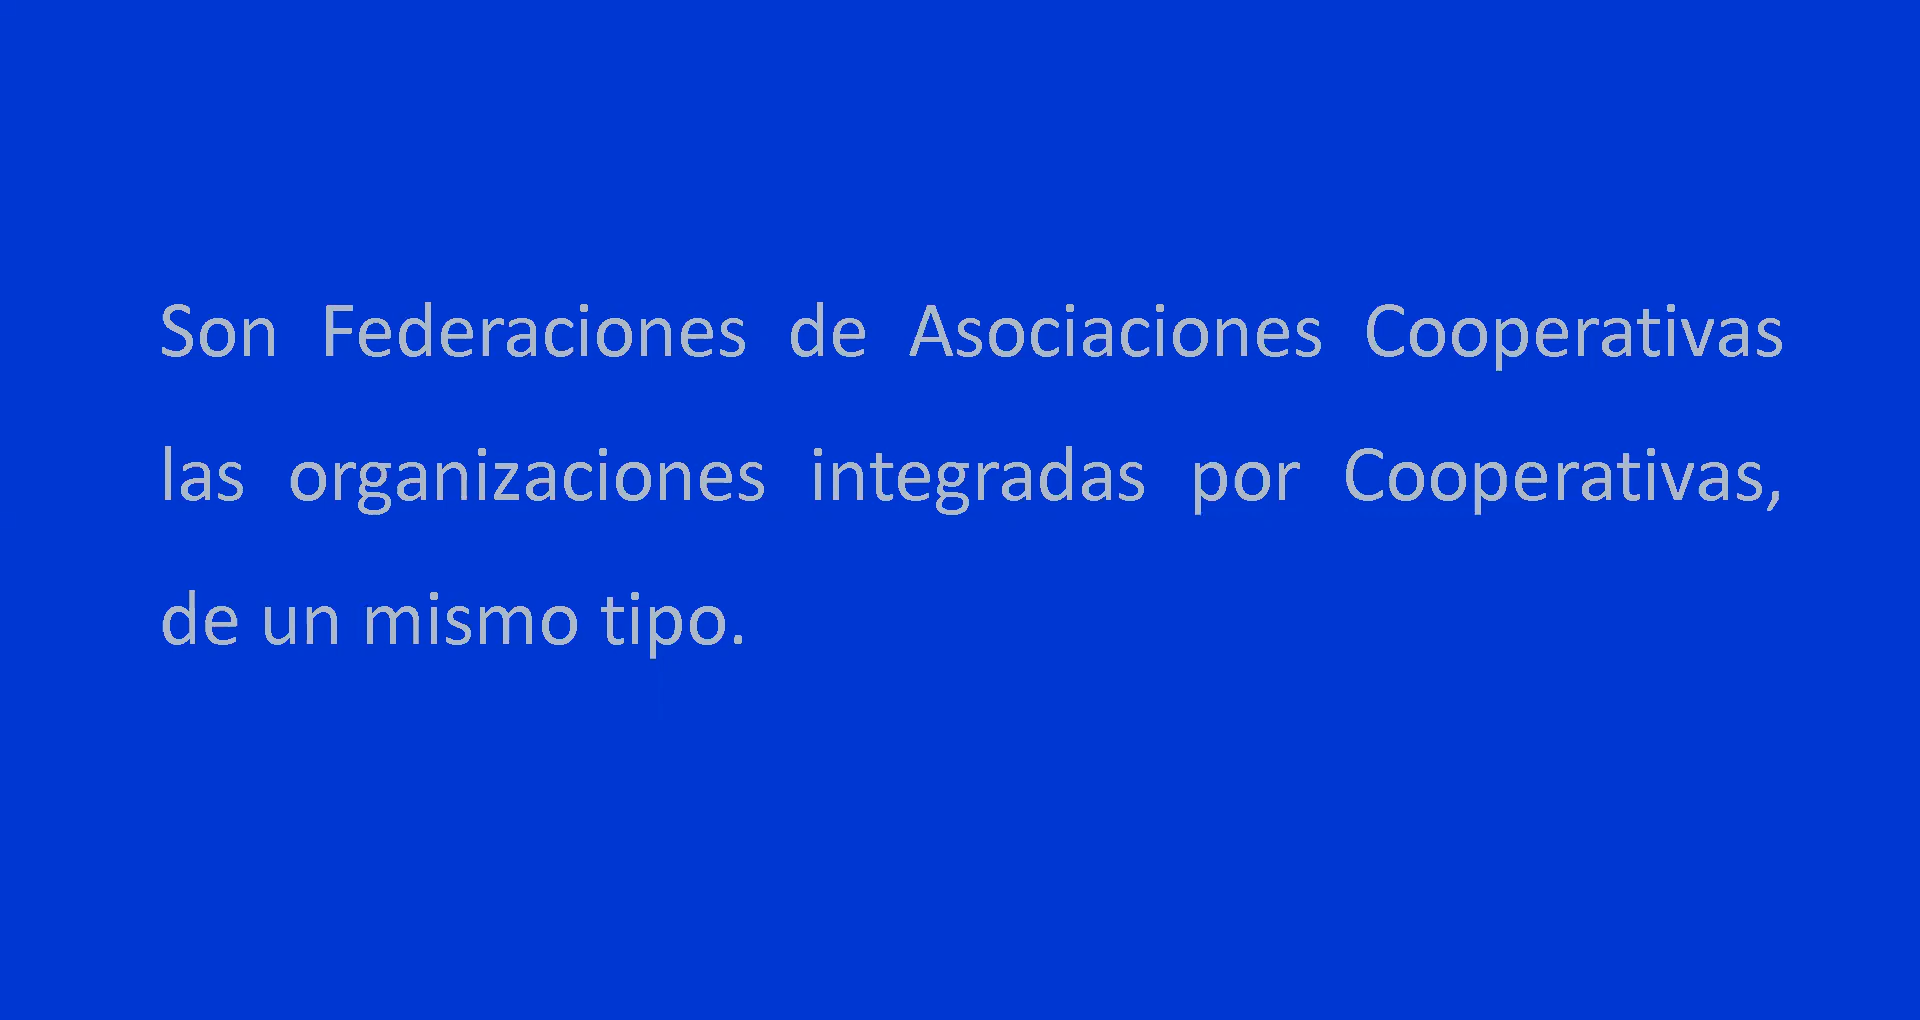 Son Federaciones de Asociaciones Cooperativas
las organizaciones integradas por Cooperativas,
de un mismo tipo.